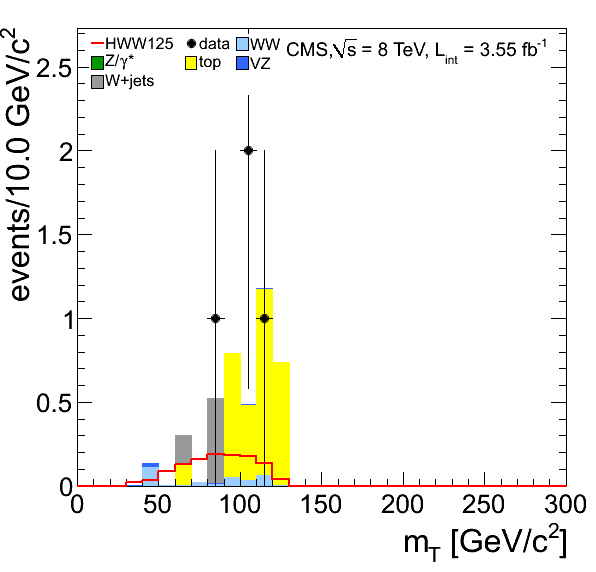 HWW125 data WW CMS,√s = 8 TeV, L_int = 3.55 fb⁻¹
Z/γ* top VZ
W+jets
events/10.0 GeV/c²
2.5
2
1.5
1
0.5
0
0 50 100 150 200 250 300
m_T [GeV/c²]